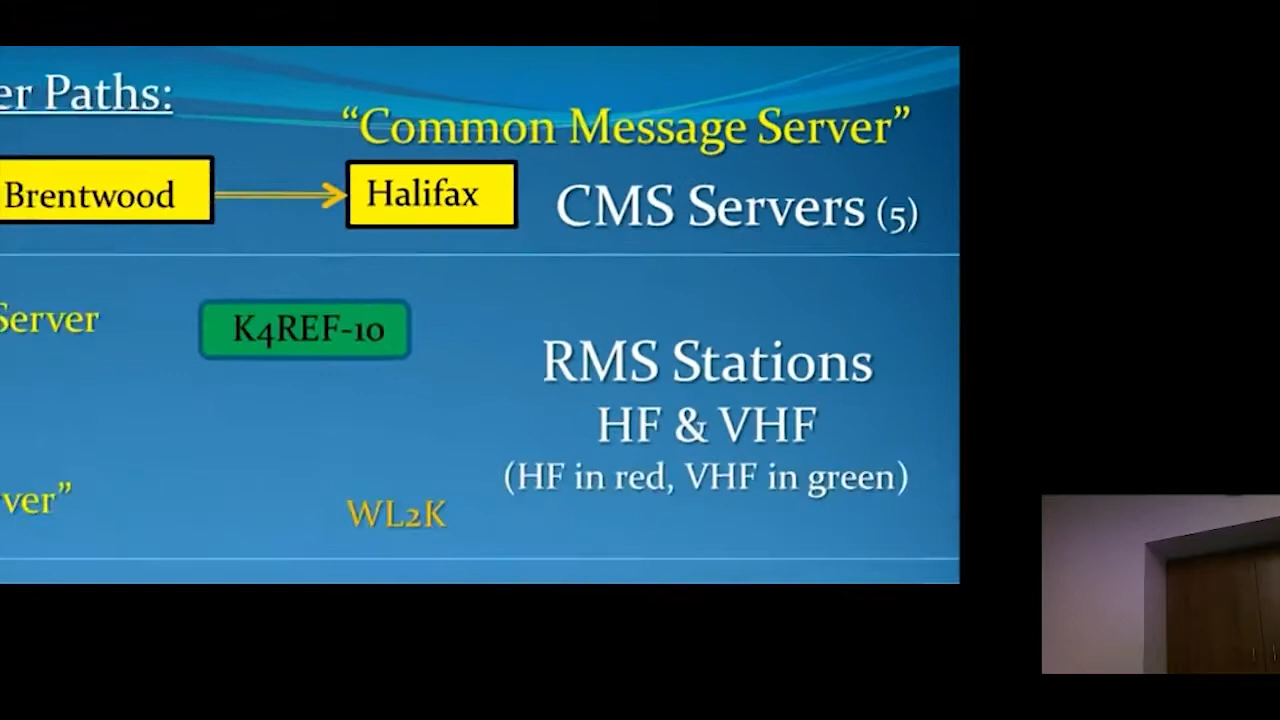 er Paths:
“Common Message Server”
Brentwood
Halifax
CMS Servers (5)
Server
K4REF-10
RMS Stations
HF & VHF
(HF in red, VHF in green)
ver”
WL2K